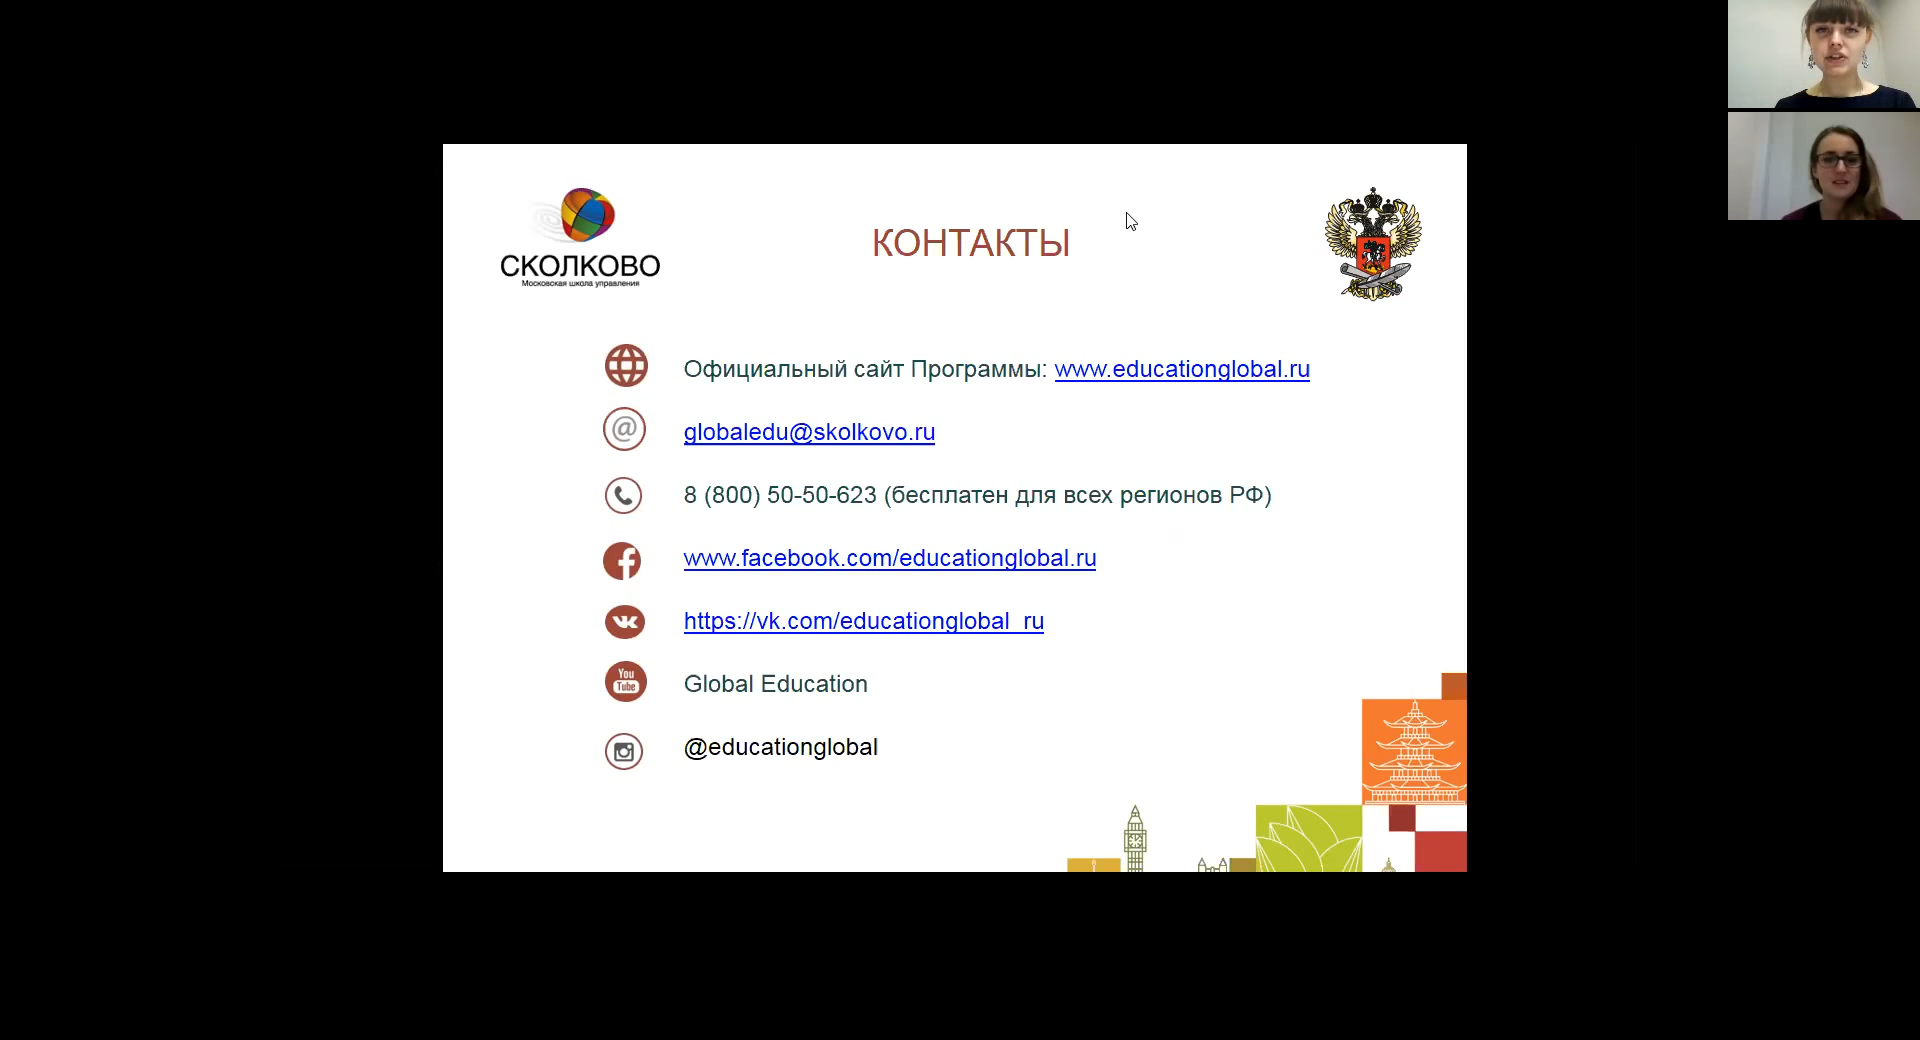 СКОЛКОВО
Московская школа управления
КОНТАКТЫ
Официальный сайт Программы: www.educationglobal.ru
@
globaledu@skolkovo.ru
8 (800) 50-50-623 (бесплатен для всех регионов РФ)
www.facebook.com/educationglobal.ru
https://vk.com/educationglobal_ru
You
Tube
Global Education
@educationglobal